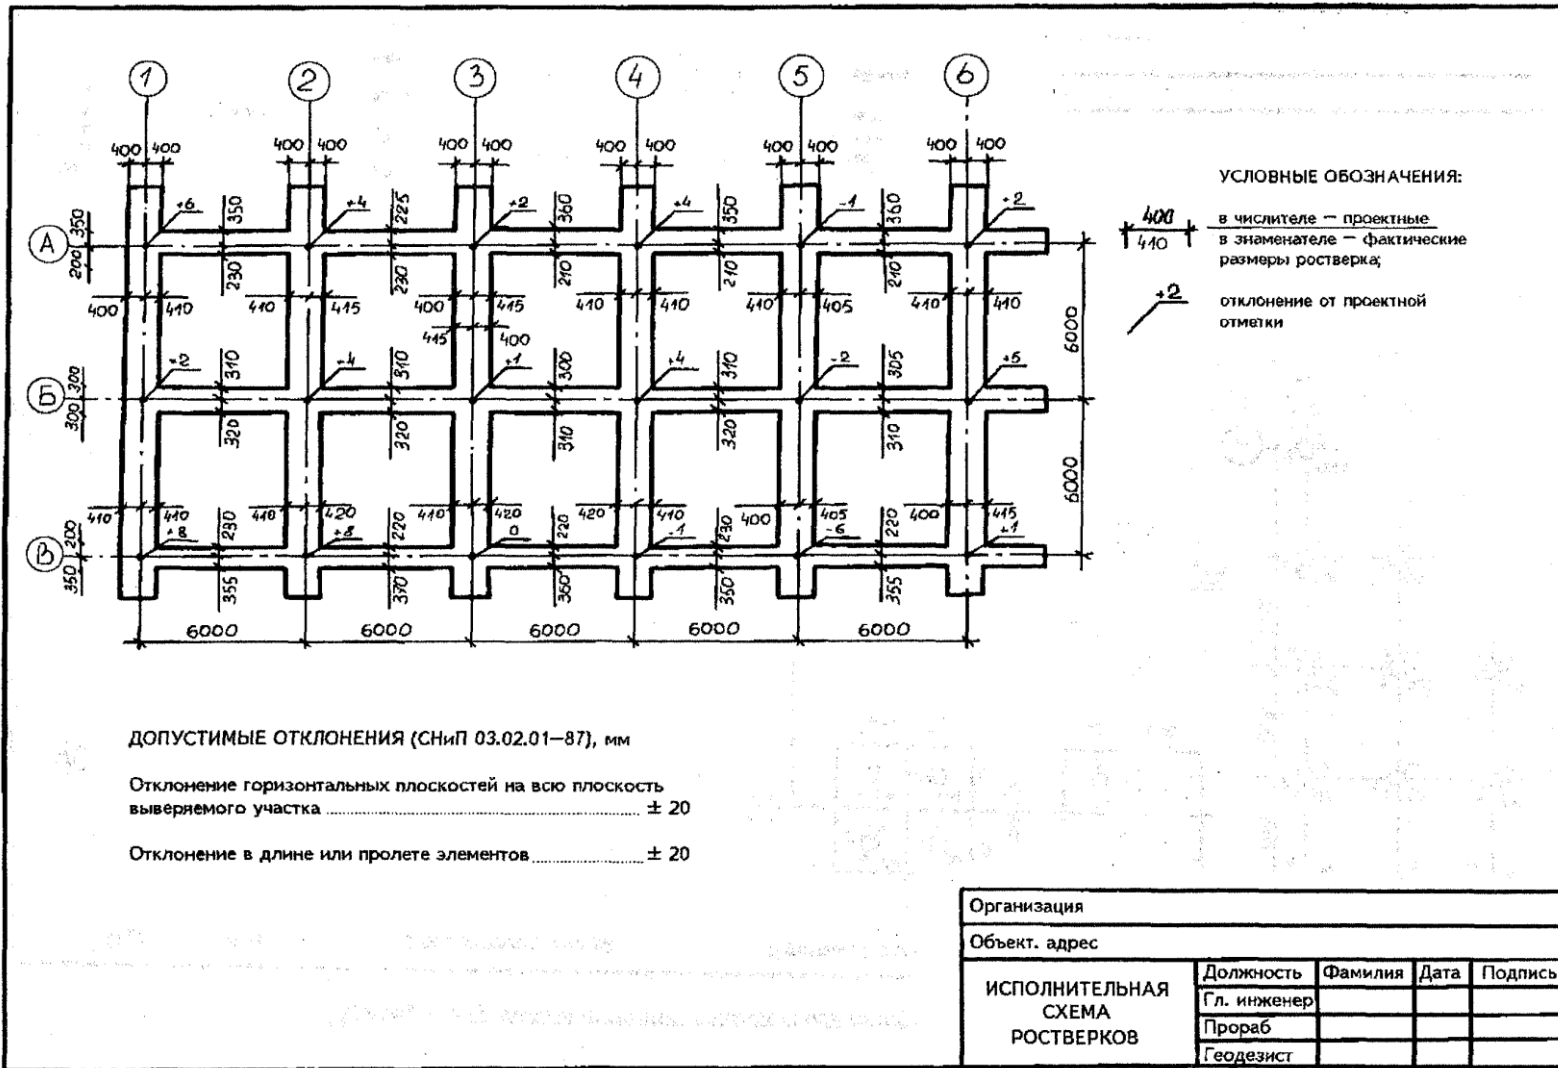 1 2 3 4 5 6
400 400 400 400 400 400 400 400 400 400 400 400
УСЛОВНЫЕ ОБОЗНАЧЕНИЯ:
400 в числителе — проектные
410 в знаменателе — фактические
размеры ростверка;
+2 отклонение от проектной
отметки
+6 350 +4 225 +2 360 +4 350 -1 360 +2
А 350
200 230 230 210 210 210
400 410 410 415 400 415 410 410 410 405 410 410
415 400
6000
+2 310 -4 310 +1 300 +4 310 -2 305 +5
Б 300
300 320 320 310 320 310
6000
410 410 410 420 410 420 420 410 400 405 400 415
+8 230 +8 220 0 220 -1 230 -6 220 +1
В 200
350 355 370 360 350 355
6000 6000 6000 6000 6000
ДОПУСТИМЫЕ ОТКЛОНЕНИЯ (СНиП 03.02.01—87), мм
Отклонение горизонтальных плоскостей на всю плоскость
выверяемого участка ........................................ ± 20
Отклонение в длине или пролете элементов .............. ± 20
Организация
Объект. адрес
ИСПОЛНИТЕЛЬНАЯ
СХЕМА
РОСТВЕРКОВ
Должность Фамилия Дата Подпись
Гл. инженер
Прораб
Геодезист